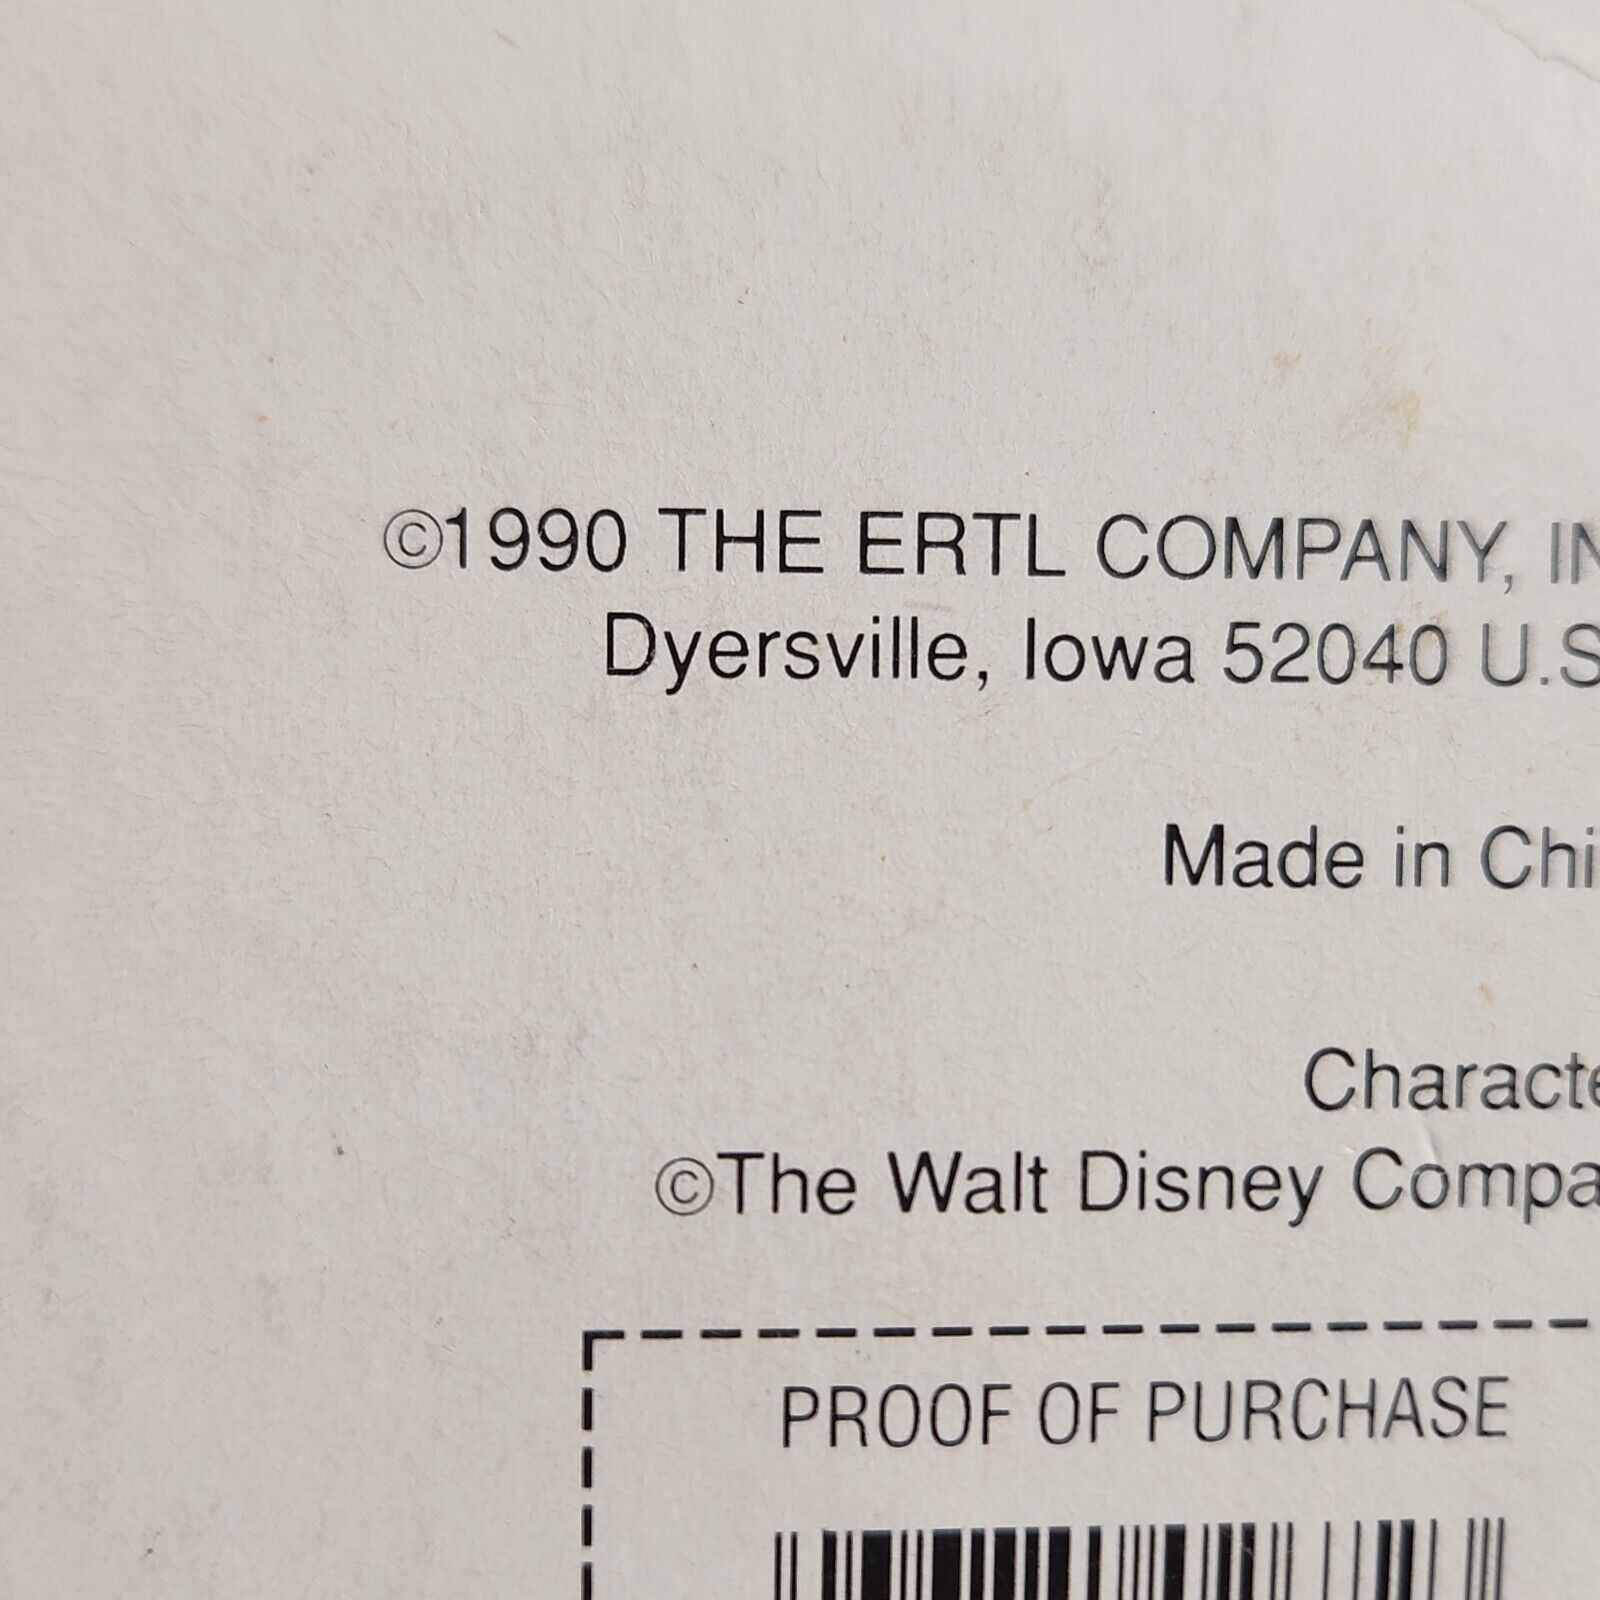 ©1990 THE ERTL COMPANY, IN
Dyersville, Iowa 52040 U.S
Made in Chi
Characte
©The Walt Disney Compa
PROOF OF PURCHASE